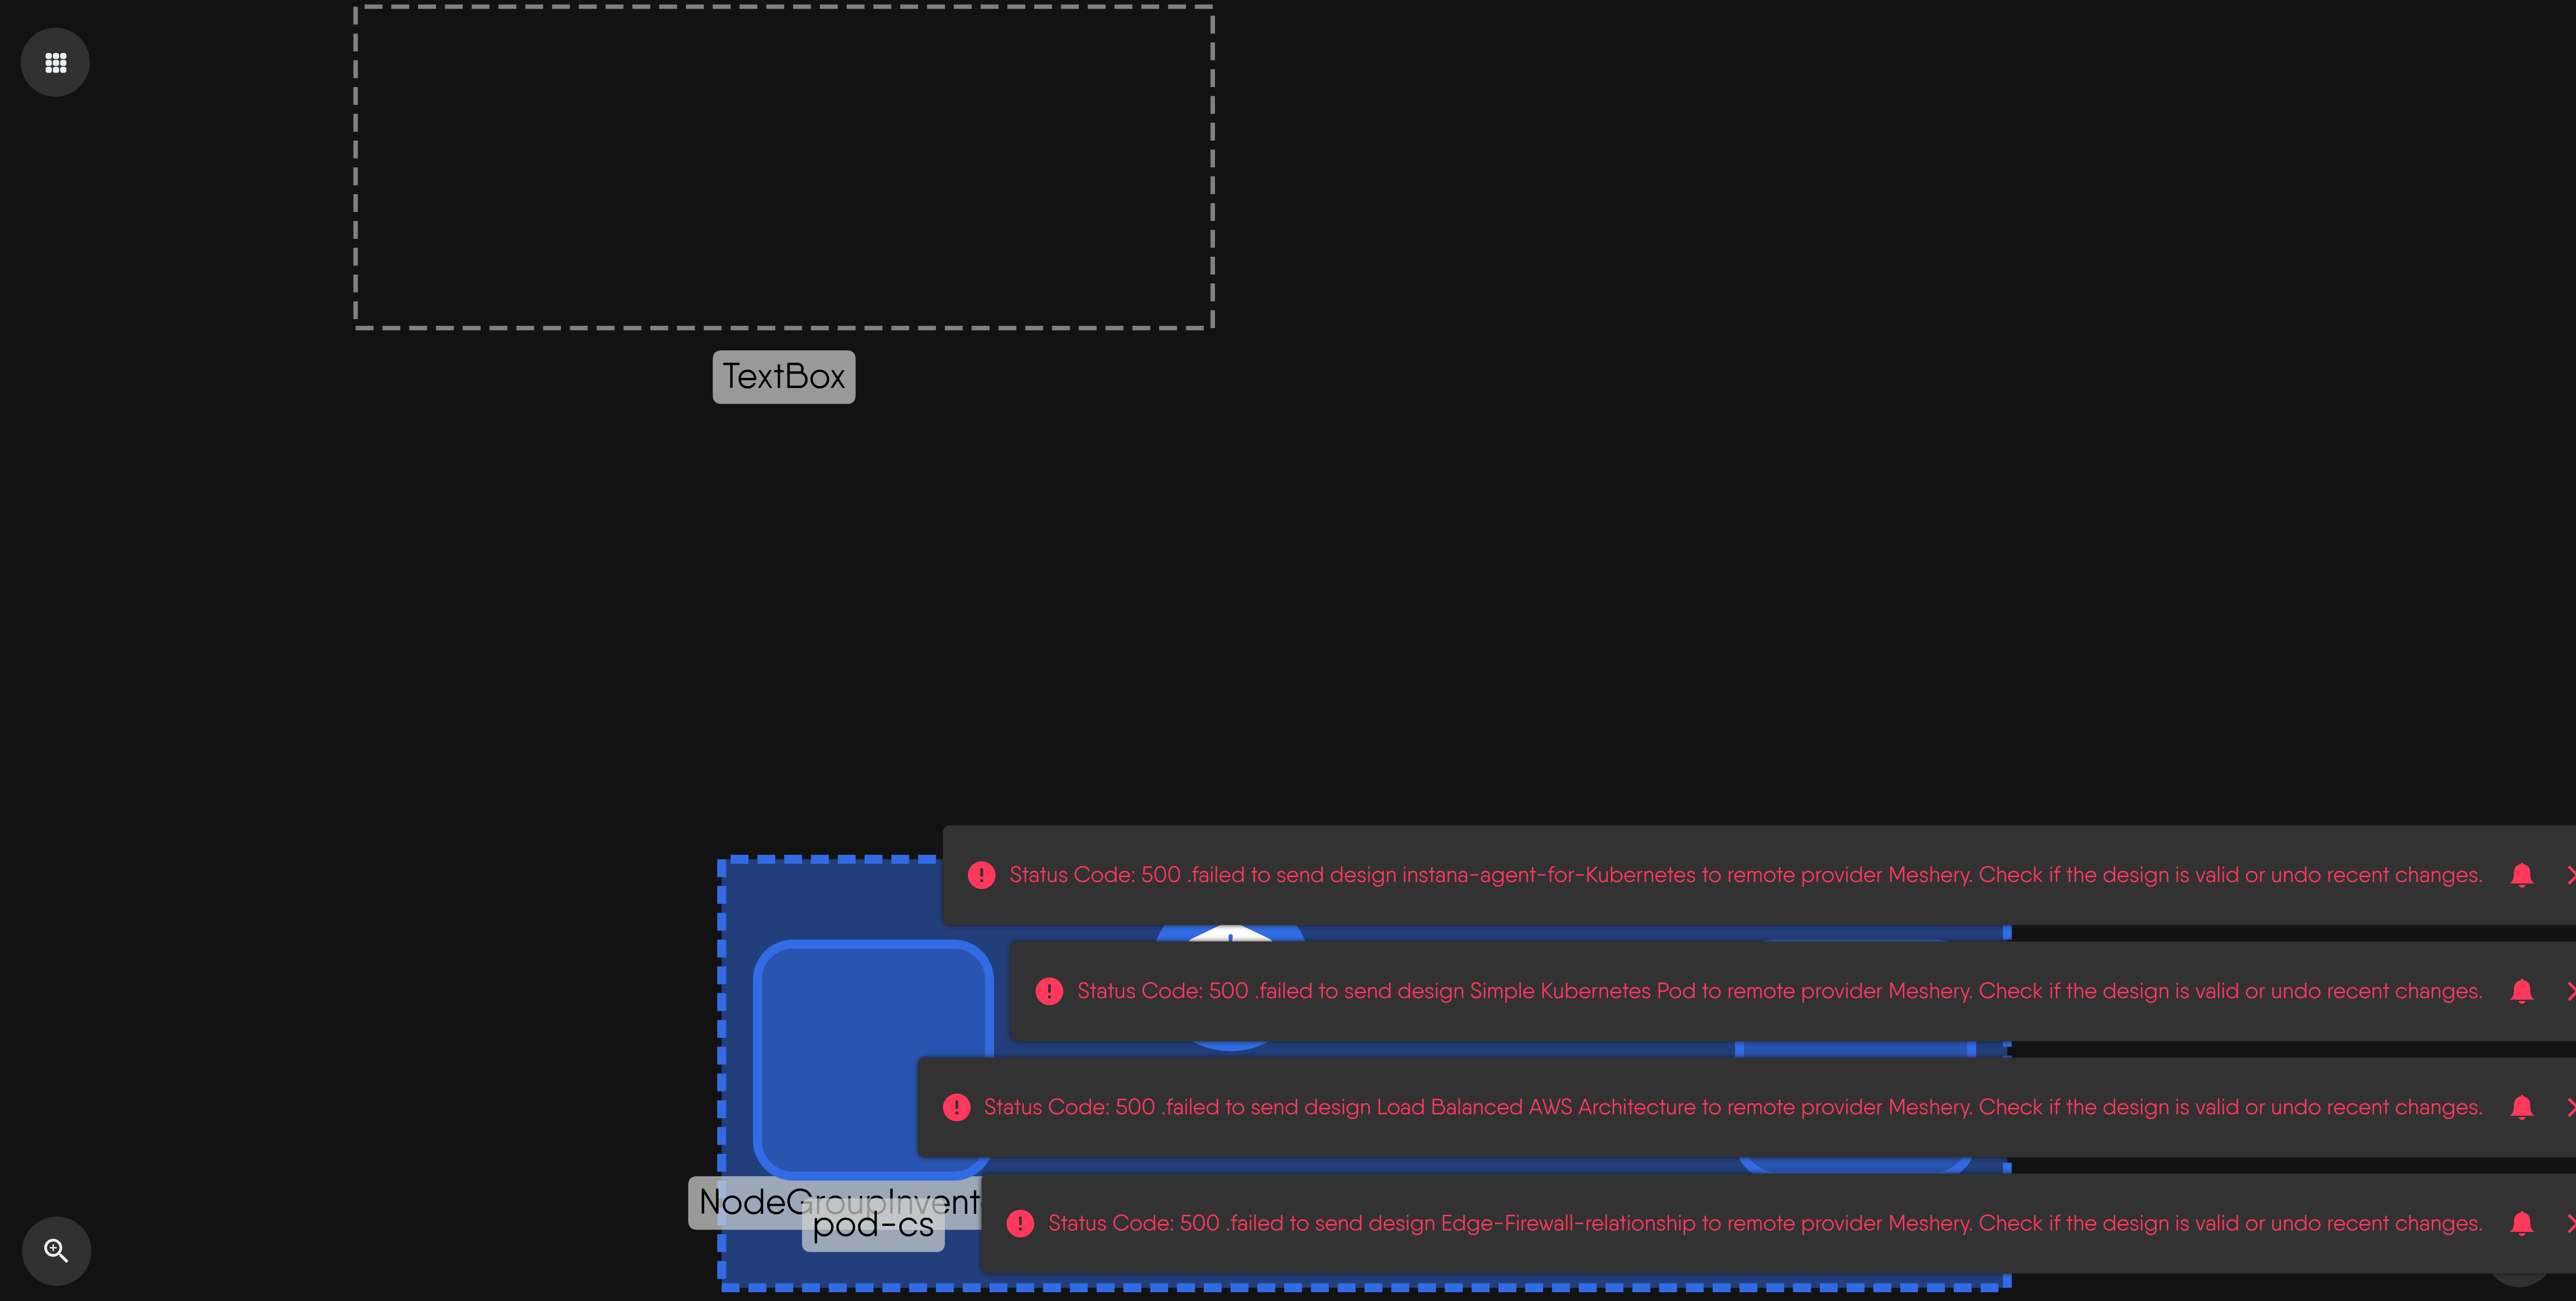 TextBox
Status Code: 500 .failed to send design instana-agent-for-Kubernetes to remote provider Meshery. Check if the design is valid or undo recent changes.
Status Code: 500 .failed to send design Simple Kubernetes Pod to remote provider Meshery. Check if the design is valid or undo recent changes.
Status Code: 500 .failed to send design Load Balanced AWS Architecture to remote provider Meshery. Check if the design is valid or undo recent changes.
pod-cs
Status Code: 500 .failed to send design Edge-Firewall-relationship to remote provider Meshery. Check if the design is valid or undo recent changes.